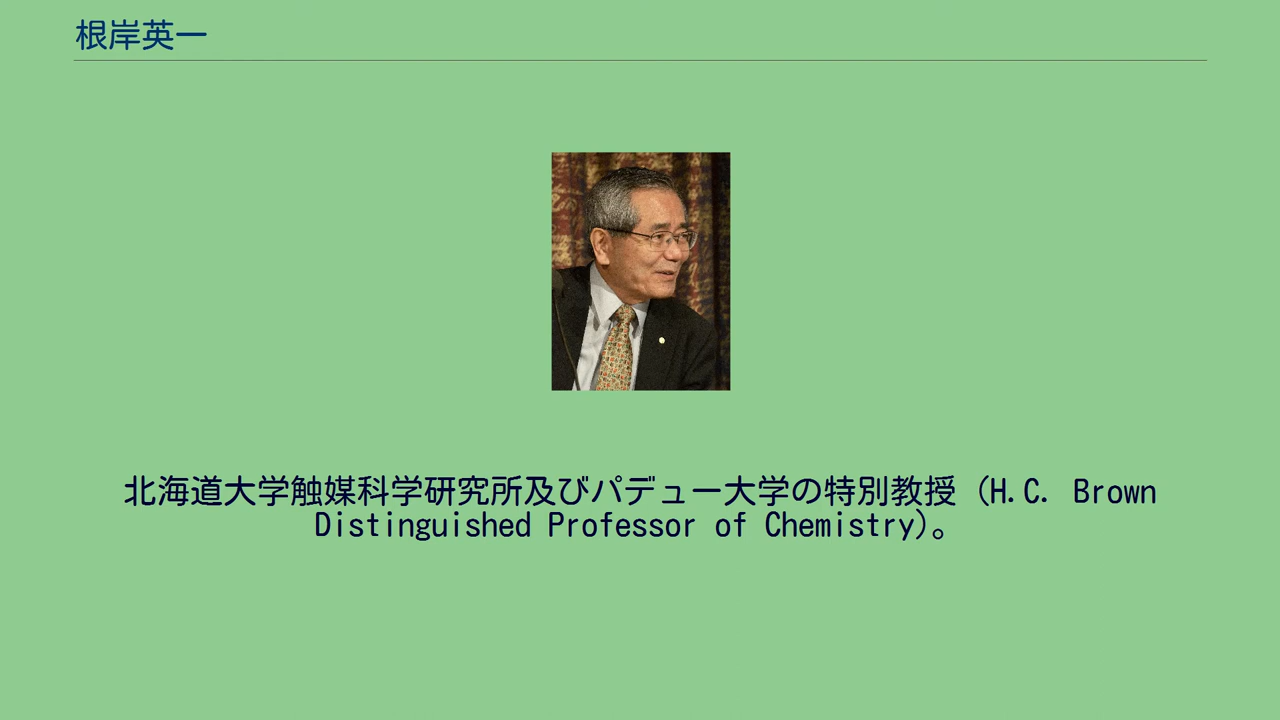 根岸英一
北海道大学触媒科学研究所及びパデュー大学の特別教授（H.C. Brown
Distinguished Professor of Chemistry）。